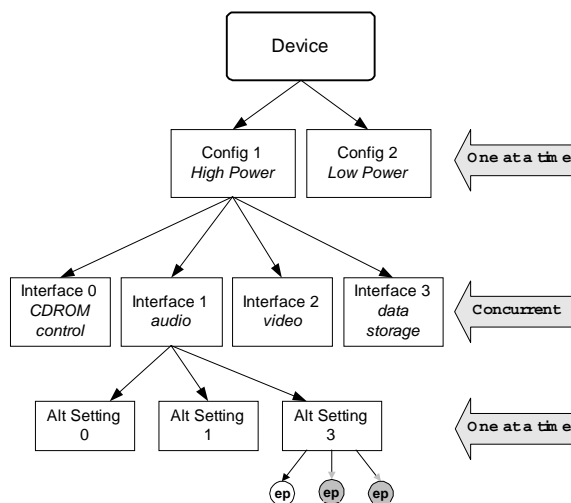 Device
Config 1
High Power
Config 2
Low Power
One at a time
Interface 0
CDROM
control
Interface 1
audio
Interface 2
video
Interface 3
data
storage
Concurrent
Alt Setting
0
Alt Setting
1
Alt Setting
3
One at a time
ep
ep
ep